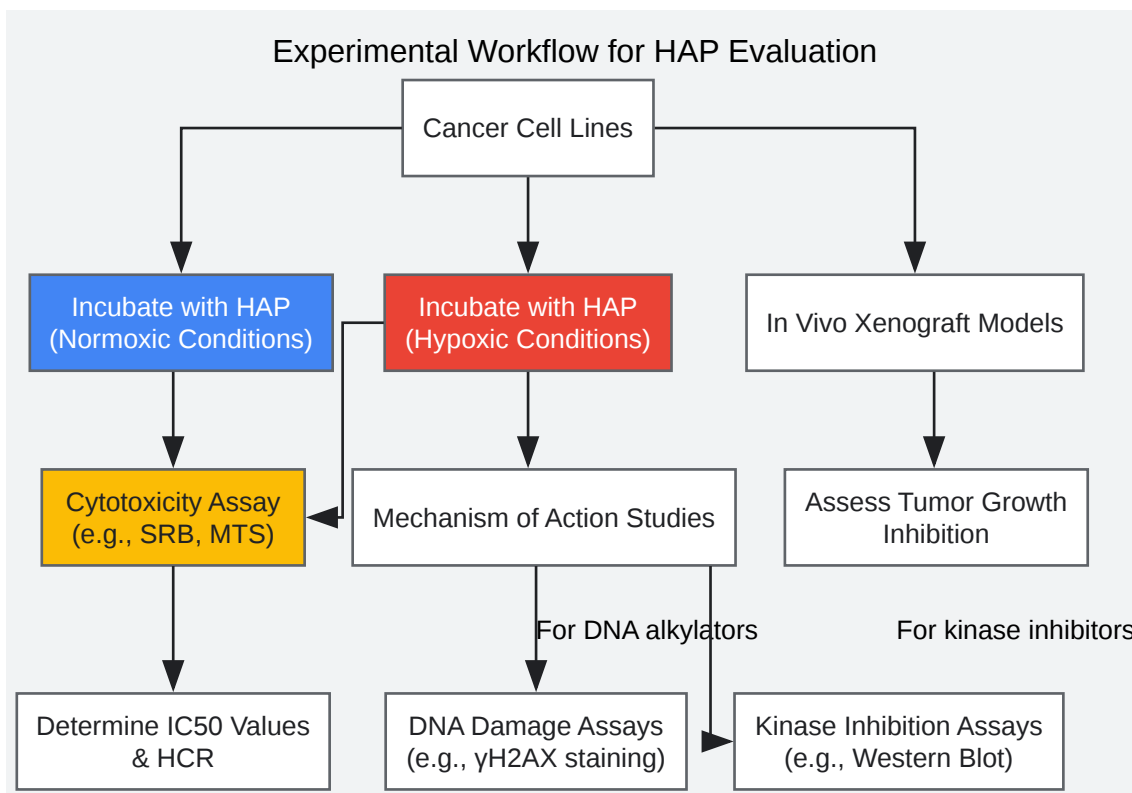 Experimental Workflow for HAP Evaluation
Cancer Cell Lines
Incubate with HAP
(Normoxic Conditions)
Incubate with HAP
(Hypoxic Conditions)
In Vivo Xenograft Models
Cytotoxicity Assay
(e.g., SRB, MTS)
Mechanism of Action Studies
Assess Tumor Growth
Inhibition
For DNA alkylators
For kinase inhibitors
Determine IC50 Values
& HCR
DNA Damage Assays
(e.g., γH2AX staining)
Kinase Inhibition Assays
(e.g., Western Blot)